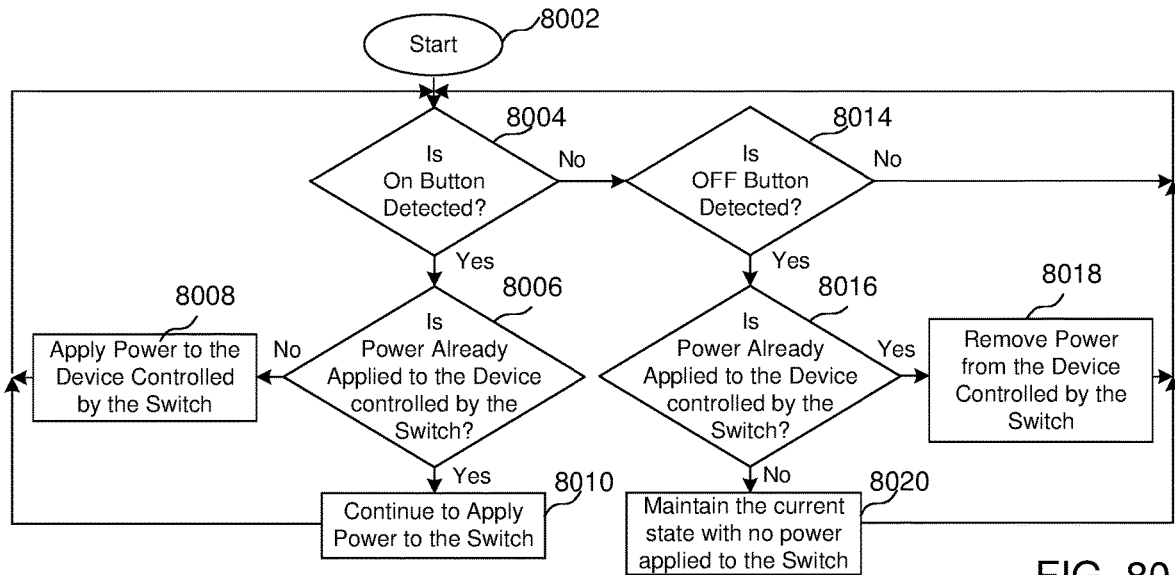 Start
8002
Is
On Button
Detected?
8004
No
Yes
Is
OFF Button
Detected?
8014
No
Yes
8008
Apply Power to the
Device Controlled
by the Switch
No
Is
Power Already
Applied to the Device
controlled by the
Switch?
8006
Yes
Is
Power Already
Applied to the Device
controlled by the
Switch?
8016
Yes
No
8018
Remove Power
from the Device
Controlled by the
Switch
Continue to Apply
Power to the Switch
8010
Maintain the current
state with no power
applied to the Switch
8020
FIG. 80